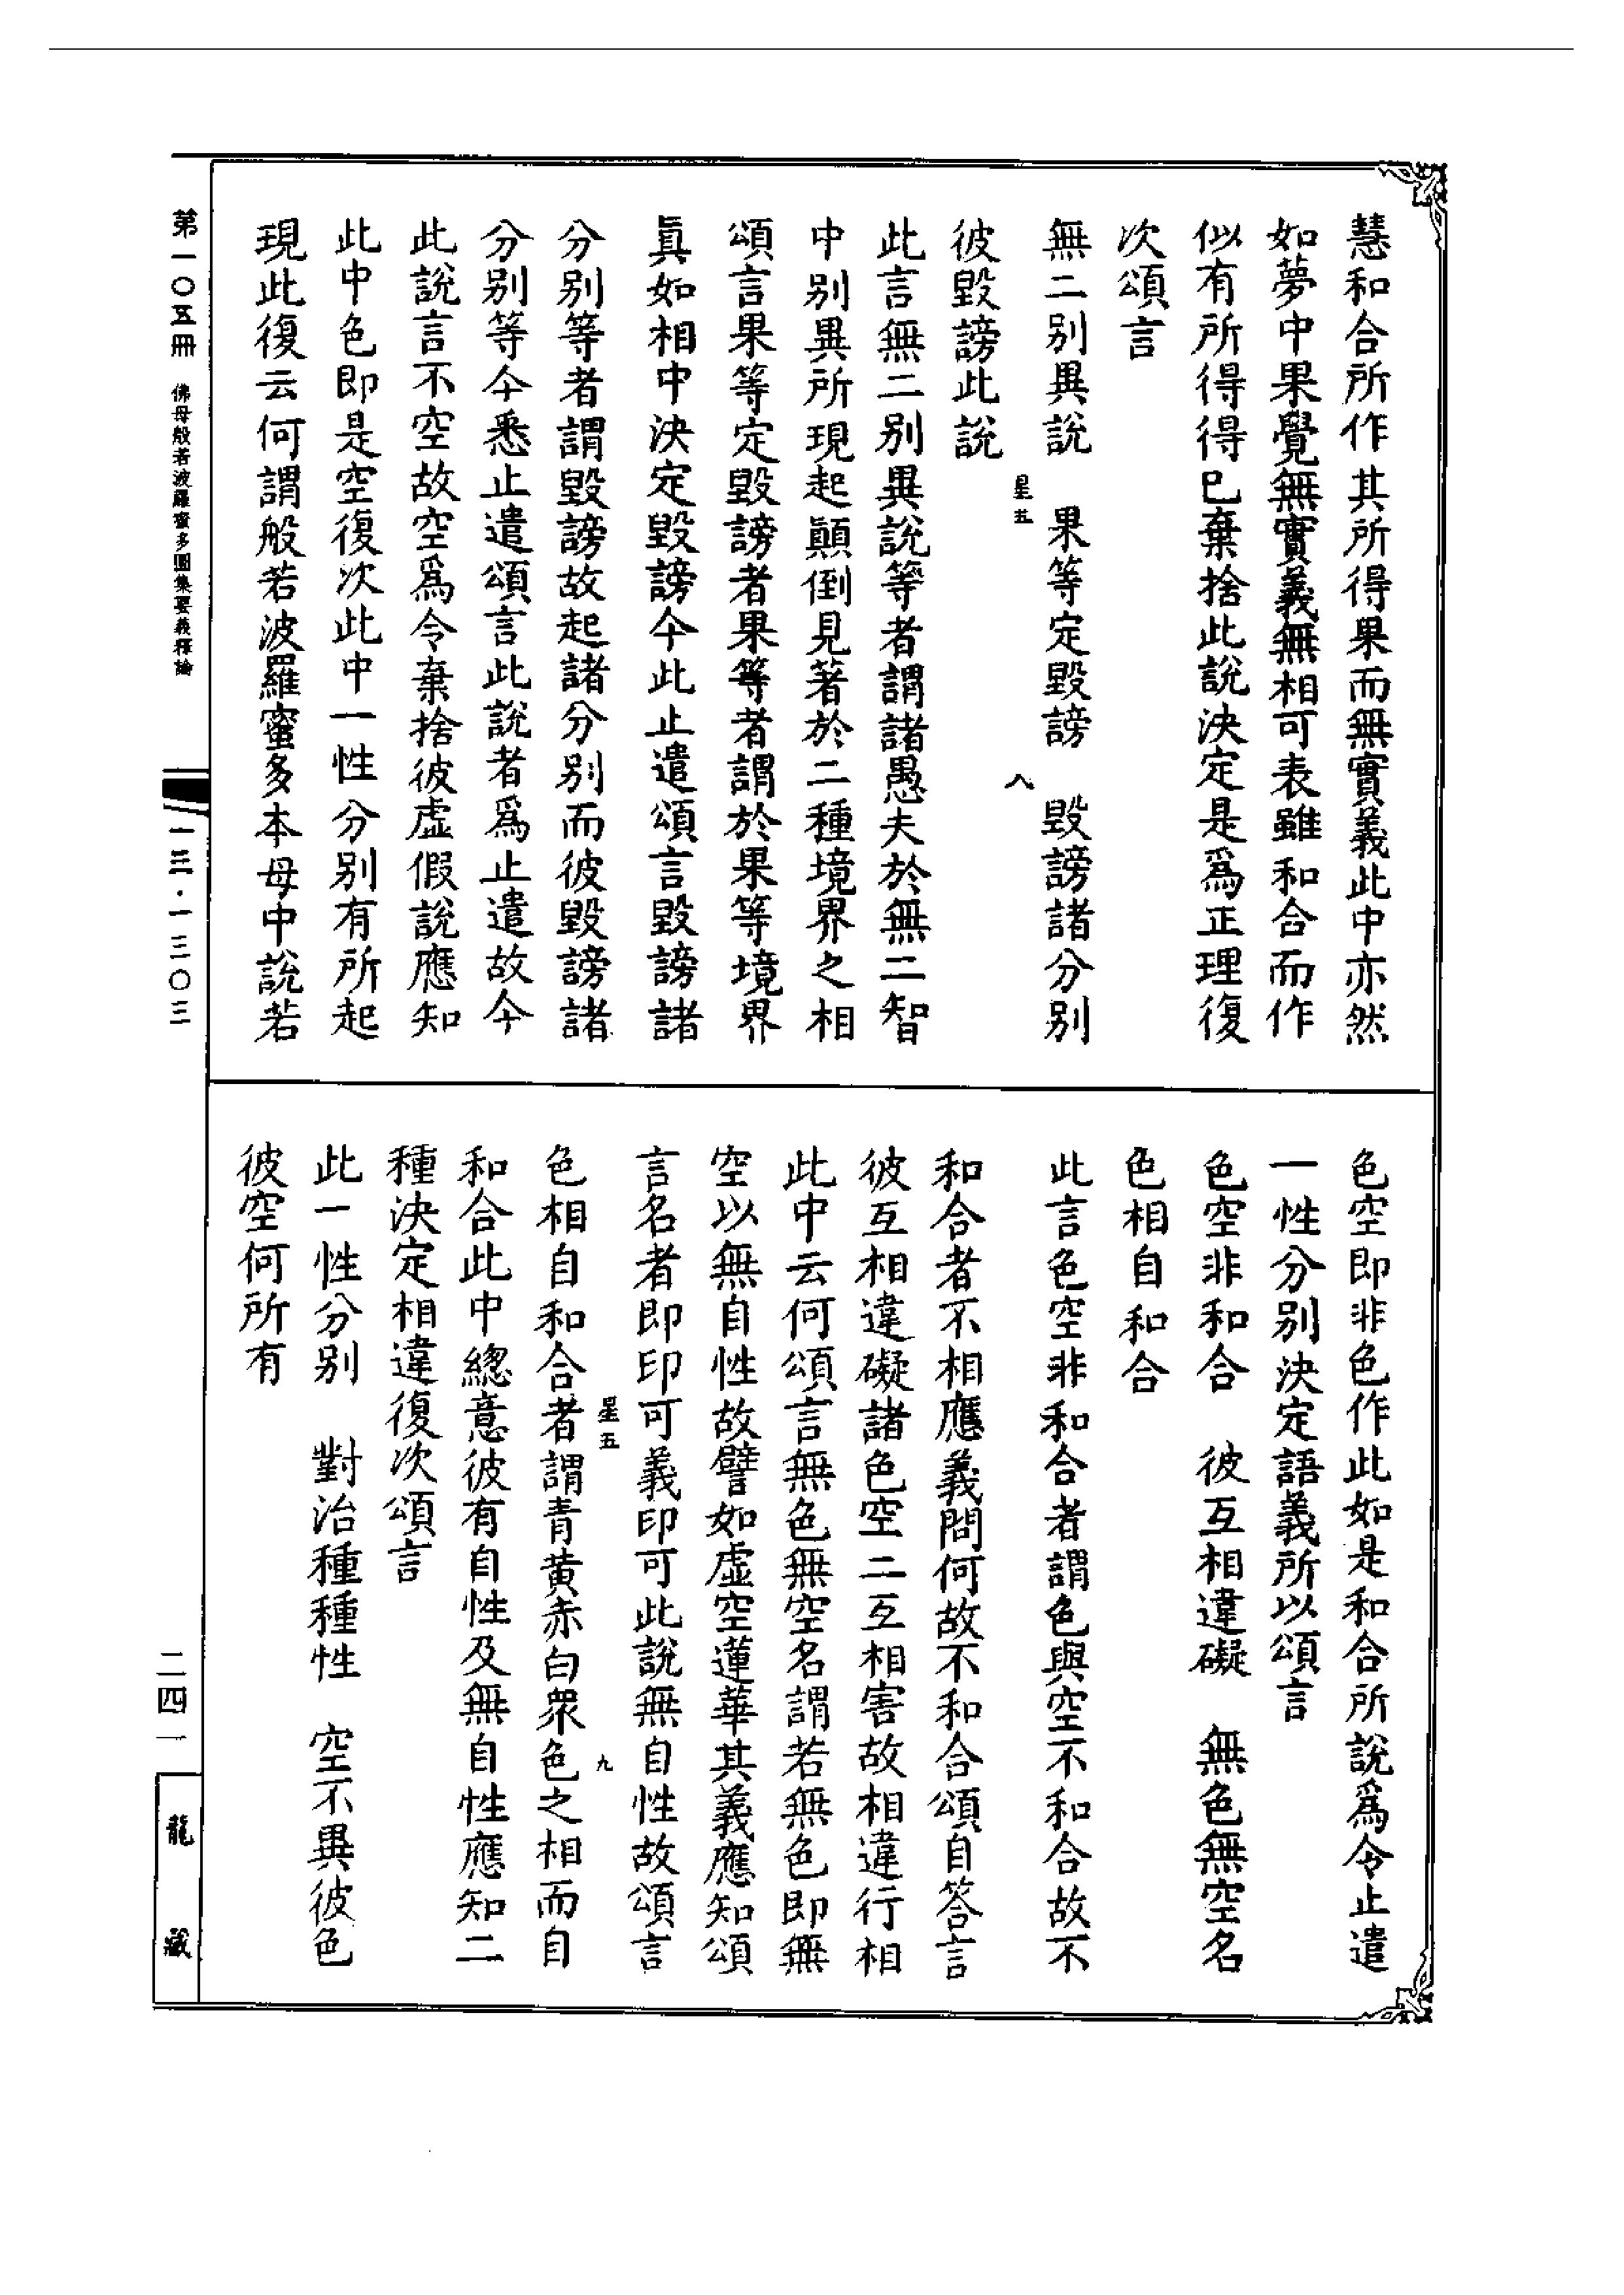 慧和合所作其所得果而無實義此中亦然
如夢中果覺無實義無相可表雖和合而作
似有所得得已棄捨此說決定是爲正理復
次頌言
無二别異說　果等定毀謗　毀謗諸分别
星五　八
彼毀謗此說
此言無二别異說等者謂諸愚夫於無二智
中别異所現起顛倒見著於二種境界之相
頌言果等定毀謗者果等者謂於果等境界
眞如相中決定毀謗今此止遣頌言毀謗諸
分别等者謂毀謗故起諸分别而彼毀謗諸
分别等今悉止遣頌言此說者爲止遣故今
此說言不空故空爲令棄捨彼虛假說應知
此中色即是空復次此中一性分别有所起
現此復云何謂般若波羅蜜多本母中說若
色空即非色作此如是和合所說爲令止遣
一性分别決定語義所以頌言
色空非和合　彼互相違礙　無色無空名
色相自和合
此言色空非和合者謂色與空不和合故不
和合者不相應義問何故不和合頌自答言
彼互相違礙諸色空二互相害故相違行相
此中云何頌言無色無空名謂若無色即無
空以無自性故譬如虛空蓮華其義應知頌
言名者即印可義印可此說無自性故頌言
星五　九
色相自和合者謂青黄赤白衆色之相而自
和合此中總意彼有自性及無自性應知二
種決定相違復次頌言
此一性分别　對治種種性　空不異彼色
彼空何所有
第一〇五冊　佛母般若波羅蜜多圓集要義釋論
一三·一三〇三
二四一
龍藏